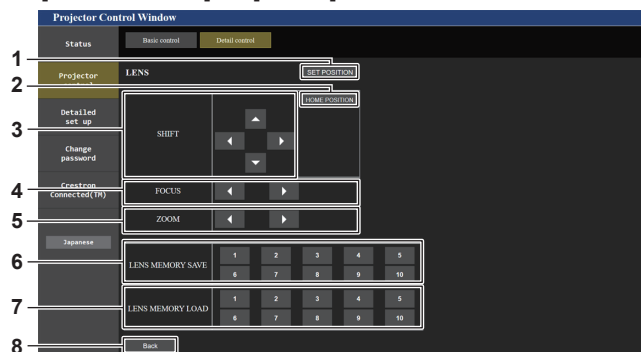 Projector Control Window
Status
Basic control
Detail control
1
Projector
LENS
SET POSITION
2
HOME POSITION
Detailed
set up
3
SHIFT
Change
password
Crestron
Connected(TM)
4
FOCUS
5
ZOOM
Japanese
6
LENS MEMORY SAVE
1 2 3 4 5
6 7 8 9 10
7
LENS MEMORY LOAD
1 2 3 4 5
6 7 8 9 10
8
Back